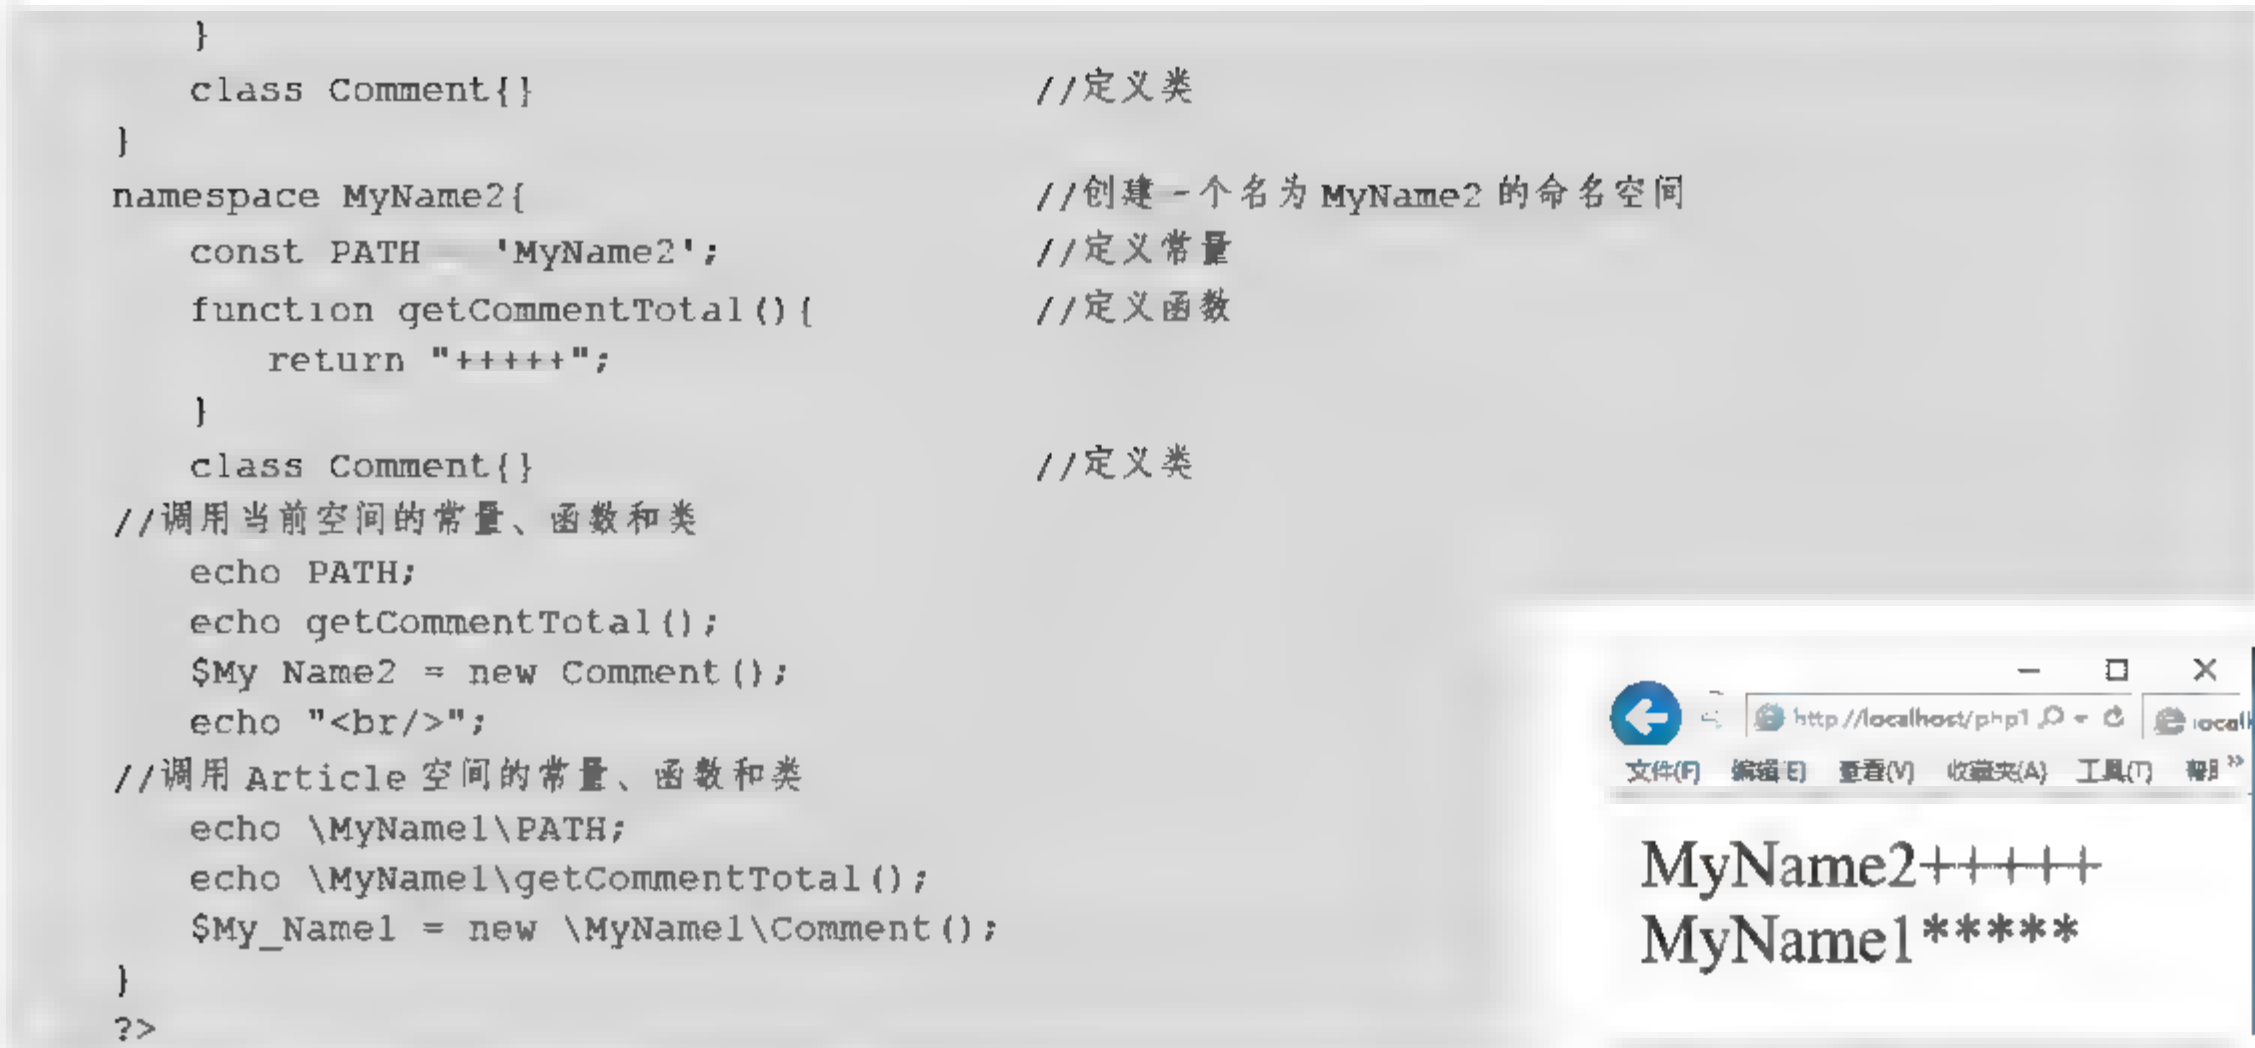 }
class Comment{} //定义类
}
namespace MyName2{ //创建一个名为 MyName2 的命名空间
const PATH 'MyName2'; //定义常量
function getCommentTotal(){ //定义函数
return "+++++";
}
class Comment{} //定义类
//调用当前空间的常量、函数和类
echo PATH;
echo getCommentTotal();
$My Name2 = new Comment();
echo "<br/>";
//调用 Article 空间的常量、函数和类
echo \MyName1\PATH;
echo \MyName1\getCommentTotal();
$My_Name1 = new \MyName1\Comment();
}
?>
http://localhost/php1
文件(F) 编辑(E) 查看(V) 收藏夹(A) 工具(T) »
MyName2+++++
MyName1*****